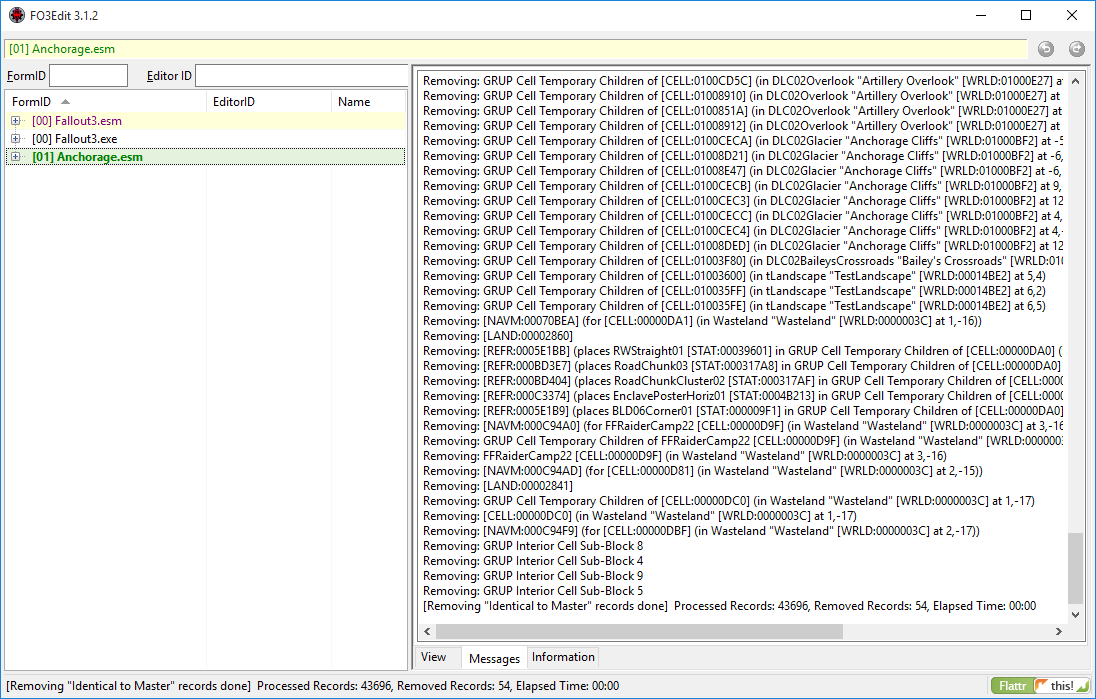 FO3Edit 3.1.2
[01] Anchorage.esm
FormID
Editor ID
FormID EditorID Name
[00] Fallout3.esm
[00] Fallout3.exe
[01] Anchorage.esm
Removing: GRUP Cell Temporary Children of [CELL:0100CD5C] (in DLC02Overlook "Artillery Overlook" [WRLD:01000E27] at
Removing: GRUP Cell Temporary Children of [CELL:01008910] (in DLC02Overlook "Artillery Overlook" [WRLD:01000E27] at
Removing: GRUP Cell Temporary Children of [CELL:0100851A] (in DLC02Overlook "Artillery Overlook" [WRLD:01000E27] at
Removing: GRUP Cell Temporary Children of [CELL:01008912] (in DLC02Overlook "Artillery Overlook" [WRLD:01000E27] at
Removing: GRUP Cell Temporary Children of [CELL:0100CECA] (in DLC02Glacier "Anchorage Cliffs" [WRLD:01000BF2] at -5
Removing: GRUP Cell Temporary Children of [CELL:01008D21] (in DLC02Glacier "Anchorage Cliffs" [WRLD:01000BF2] at -6,
Removing: GRUP Cell Temporary Children of [CELL:01008E47] (in DLC02Glacier "Anchorage Cliffs" [WRLD:01000BF2] at -6,
Removing: GRUP Cell Temporary Children of [CELL:0100CECB] (in DLC02Glacier "Anchorage Cliffs" [WRLD:01000BF2] at 9,
Removing: GRUP Cell Temporary Children of [CELL:0100CEC3] (in DLC02Glacier "Anchorage Cliffs" [WRLD:01000BF2] at 12
Removing: GRUP Cell Temporary Children of [CELL:0100CECC] (in DLC02Glacier "Anchorage Cliffs" [WRLD:01000BF2] at 4,
Removing: GRUP Cell Temporary Children of [CELL:0100CEC4] (in DLC02Glacier "Anchorage Cliffs" [WRLD:01000BF2] at 4,-
Removing: GRUP Cell Temporary Children of [CELL:01008DED] (in DLC02Glacier "Anchorage Cliffs" [WRLD:01000BF2] at 12
Removing: GRUP Cell Temporary Children of [CELL:01003F80] (in DLC02BaileysCrossroads "Bailey's Crossroads" [WRLD:010
Removing: GRUP Cell Temporary Children of [CELL:01003600] (in tLandscape "TestLandscape" [WRLD:00014BE2] at 5,4)
Removing: GRUP Cell Temporary Children of [CELL:010035FF] (in tLandscape "TestLandscape" [WRLD:00014BE2] at 6,2)
Removing: GRUP Cell Temporary Children of [CELL:010035FE] (in tLandscape "TestLandscape" [WRLD:00014BE2] at 6,5)
Removing: [NAVM:00070BEA] (for [CELL:00000DA1] (in Wasteland "Wasteland" [WRLD:0000003C] at 1,-16))
Removing: [LAND:00002860]
Removing: [REFR:0005E1BB] (places RWStraight01 [STAT:00039601] in GRUP Cell Temporary Children of [CELL:00000DA0] (
Removing: [REFR:000BD3E7] (places RoadChunk03 [STAT:000317A8] in GRUP Cell Temporary Children of [CELL:00000DA0]
Removing: [REFR:000BD404] (places RoadChunkCluster02 [STAT:000317AF] in GRUP Cell Temporary Children of [CELL:0000
Removing: [REFR:000C3374] (places EnclavePosterHoriz01 [STAT:0004B213] in GRUP Cell Temporary Children of [CELL:0000
Removing: [REFR:0005E1B9] (places BLD06Corner01 [STAT:000009F1] in GRUP Cell Temporary Children of [CELL:00000DA0]
Removing: [NAVM:000C94A0] (for FFRaiderCamp22 [CELL:00000D9F] (in Wasteland "Wasteland" [WRLD:0000003C] at 3,-16
Removing: GRUP Cell Temporary Children of FFRaiderCamp22 [CELL:00000D9F] (in Wasteland "Wasteland" [WRLD:000003
Removing: FFRaiderCamp22 [CELL:00000D9F] (in Wasteland "Wasteland" [WRLD:0000003C] at 3,-16)
Removing: [NAVM:000C94AD] (for [CELL:00000D81] (in Wasteland "Wasteland" [WRLD:0000003C] at 2,-15))
Removing: [LAND:00002841]
Removing: GRUP Cell Temporary Children of [CELL:00000DC0] (in Wasteland "Wasteland" [WRLD:0000003C] at 1,-17)
Removing: [CELL:00000DC0] (in Wasteland "Wasteland" [WRLD:0000003C] at 1,-17)
Removing: [NAVM:000C94F9] (for [CELL:00000DBF] (in Wasteland "Wasteland" [WRLD:0000003C] at 2,-17))
Removing: GRUP Interior Cell Sub-Block 8
Removing: GRUP Interior Cell Sub-Block 4
Removing: GRUP Interior Cell Sub-Block 9
Removing: GRUP Interior Cell Sub-Block 5
[Removing "Identical to Master" records done]  Processed Records: 43696, Removed Records: 54, Elapsed Time: 00:00
View Messages Information
[Removing "Identical to Master" records done]  Processed Records: 43696, Removed Records: 54, Elapsed Time: 00:00
Flattr this!